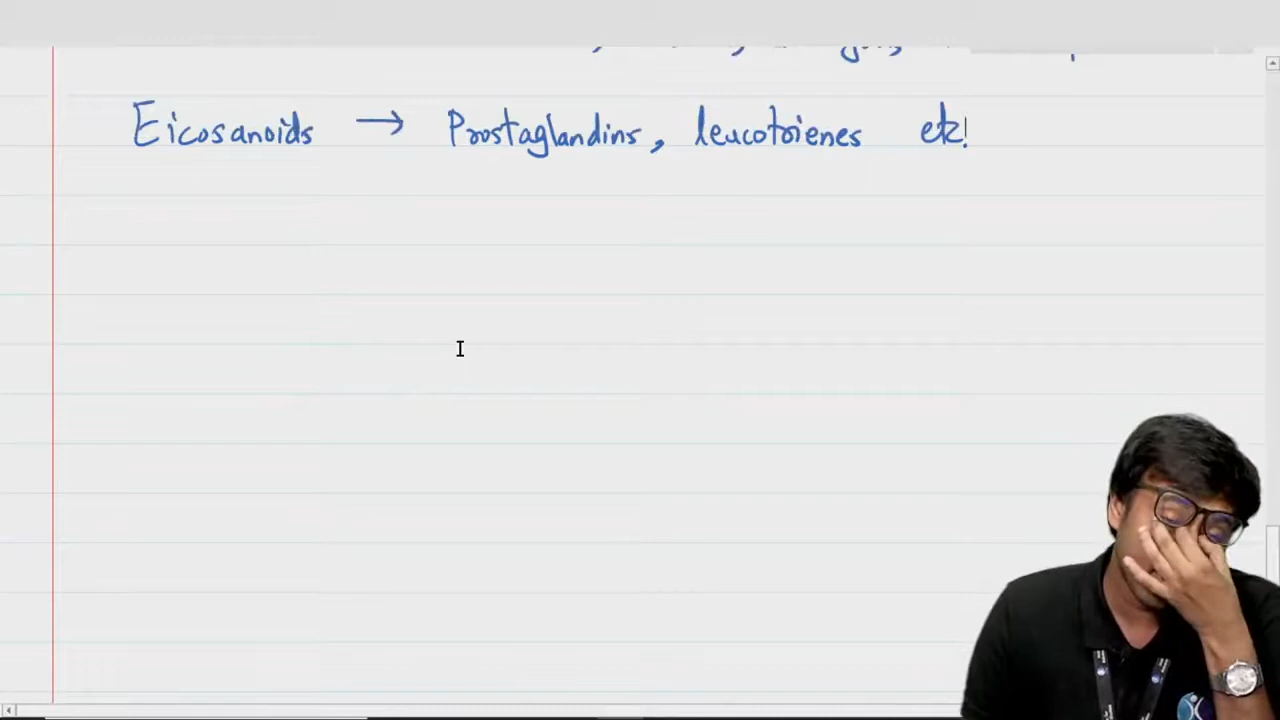 Eicosanoids → Prostaglandins, leucotrienes etc!